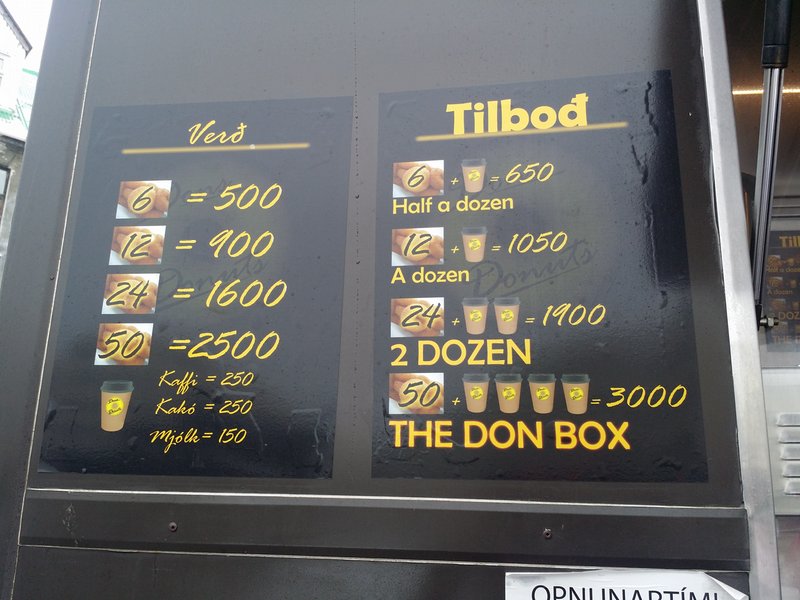 Verð
6 = 500
12 = 900
24 = 1600
50 = 2500
Kaffi = 250
Kakó = 250
Mjólk = 150
Tilboð
6 + = 650
Half a dozen
12 + = 1050
A dozen
24 + = 1900
2 DOZEN
50 + = 3000
THE DON BOX
Donuts
OPNUNARTÍMI